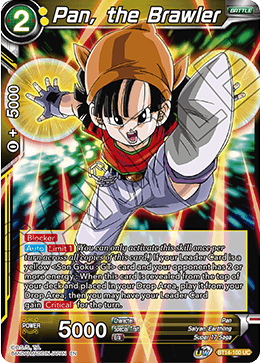 2
Pan, the Brawler
BATTLE
0 + 5000
Blocker
Auto Limit 1 (You can only activate this skill once per
turn across all copies of this card.) If your Leader Card is a
yellow <Son Goku : GT> card and your opponent has 2 or
more energy: When this card is revealed from the top of
your deck and placed in your Drop Area, play it from your
Drop Area, then you may have your Leader Card
gain Critical for the turn.
POWER
5000
Character
Pan
Special Trait
Saiyan, Earthling
Era
Super 17 Saga
BT14-100 UC